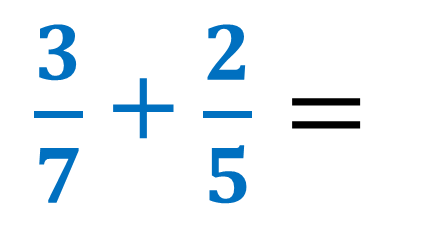 3/7 + 2/5 =